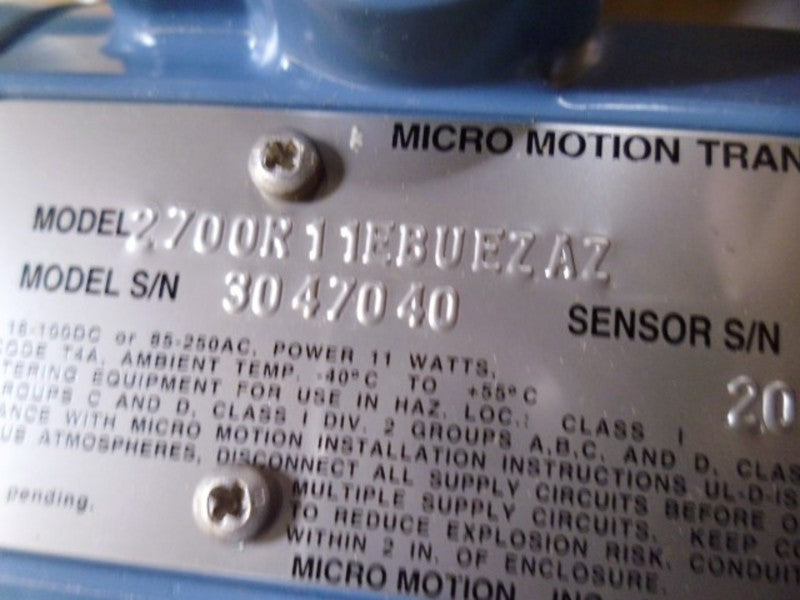 MICRO MOTION TRAN
MODEL 2700R11EBUEZAZ
MODEL S/N 3047040
SENSOR S/N
20
18-100DC or 85-250AC, POWER 11 WATTS,
CODE T4A, AMBIENT TEMP. -40°C TO +55°C
TERING EQUIPMENT FOR USE IN HAZ. LOC.: CLASS I
GROUPS C AND D, CLASS I DIV. 2 GROUPS A,B,C, AND D, CLAS
ANCE WITH MICRO MOTION INSTALLATION INSTRUCTIONS UL-D-IS
US ATMOSPHERES, DISCONNECT ALL SUPPLY CIRCUITS BEFORE O
MULTIPLE SUPPLY CIRCUITS. KEEP CO
TO REDUCE EXPLOSION RISK, CONDUIT
WITHIN 2 IN. OF ENCLOSURE.
pending.
MICRO MOTION, INC